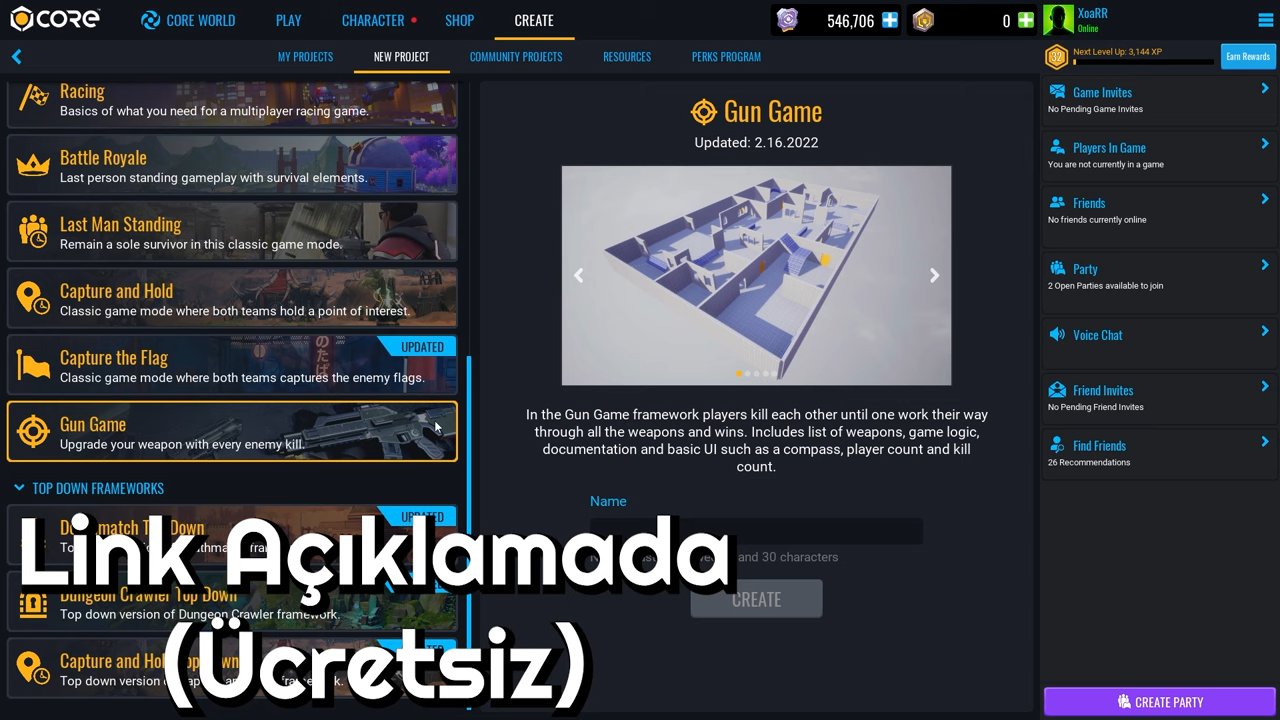 CORE
CORE WORLD
PLAY
CHARACTER
SHOP
CREATE
546,706
0
XoaRR
Online
MY PROJECTS
NEW PROJECT
COMMUNITY PROJECTS
RESOURCES
PERKS PROGRAM
32
Next Level Up: 3,144 XP
Earn Rewards
Racing
Basics of what you need for a multiplayer racing game.
Battle Royale
Last person standing gameplay with survival elements.
Last Man Standing
Remain a sole survivor in this classic game mode.
Capture and Hold
Classic game mode where both teams hold a point of interest.
Capture the Flag
UPDATED
Classic game mode where both teams captures the enemy flags.
Gun Game
Upgrade your weapon with every enemy kill.
TOP DOWN FRAMEWORKS
UPDATED
Dungeon Crawler Top Down
Top down version of Dungeon Crawler framework.
Capture and Hold
Top down version
Gun Game
Updated: 2.16.2022
In the Gun Game framework players kill each other until one work their way
through all the weapons and wins. Includes list of weapons, game logic,
documentation and basic UI such as a compass, player count and kill
count.
Name
and 30 characters
CREATE
Link Açıklamada
(Ücretsiz)
Game Invites
No Pending Game Invites
Players In Game
You are not currently in a game
Friends
No friends currently online
Party
2 Open Parties available to join
Voice Chat
Friend Invites
No Pending Friend Invites
Find Friends
26 Recommendations
CREATE PARTY